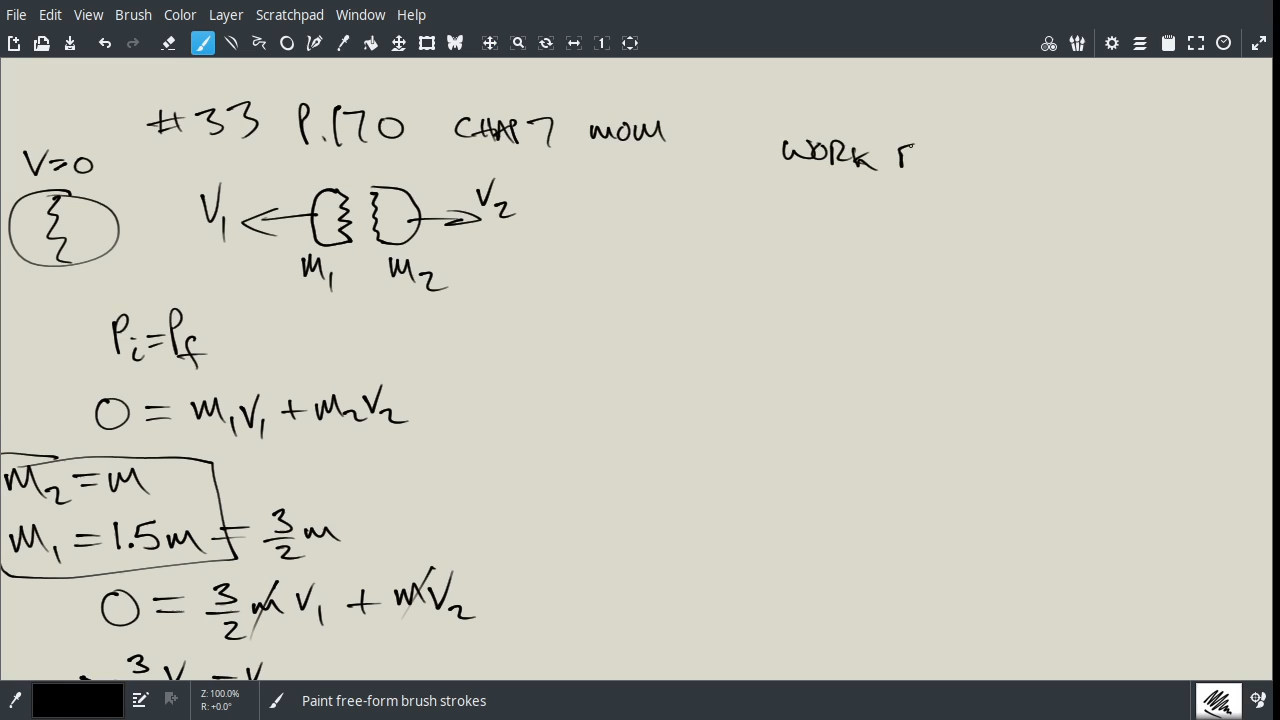 File Edit View Brush Color Layer Scratchpad Window Help
#33 P.170 CHAP 7 MOM
WORK
V=0
V1
V2
m1 m2
Pi=Pf
0 = m1V1 + m2V2
m2 = m
m1 = 1.5m = 3/2 m
0 = 3/2 m V1 + mV2
Z: 100.0%
R: +0.0°
Paint free-form brush strokes